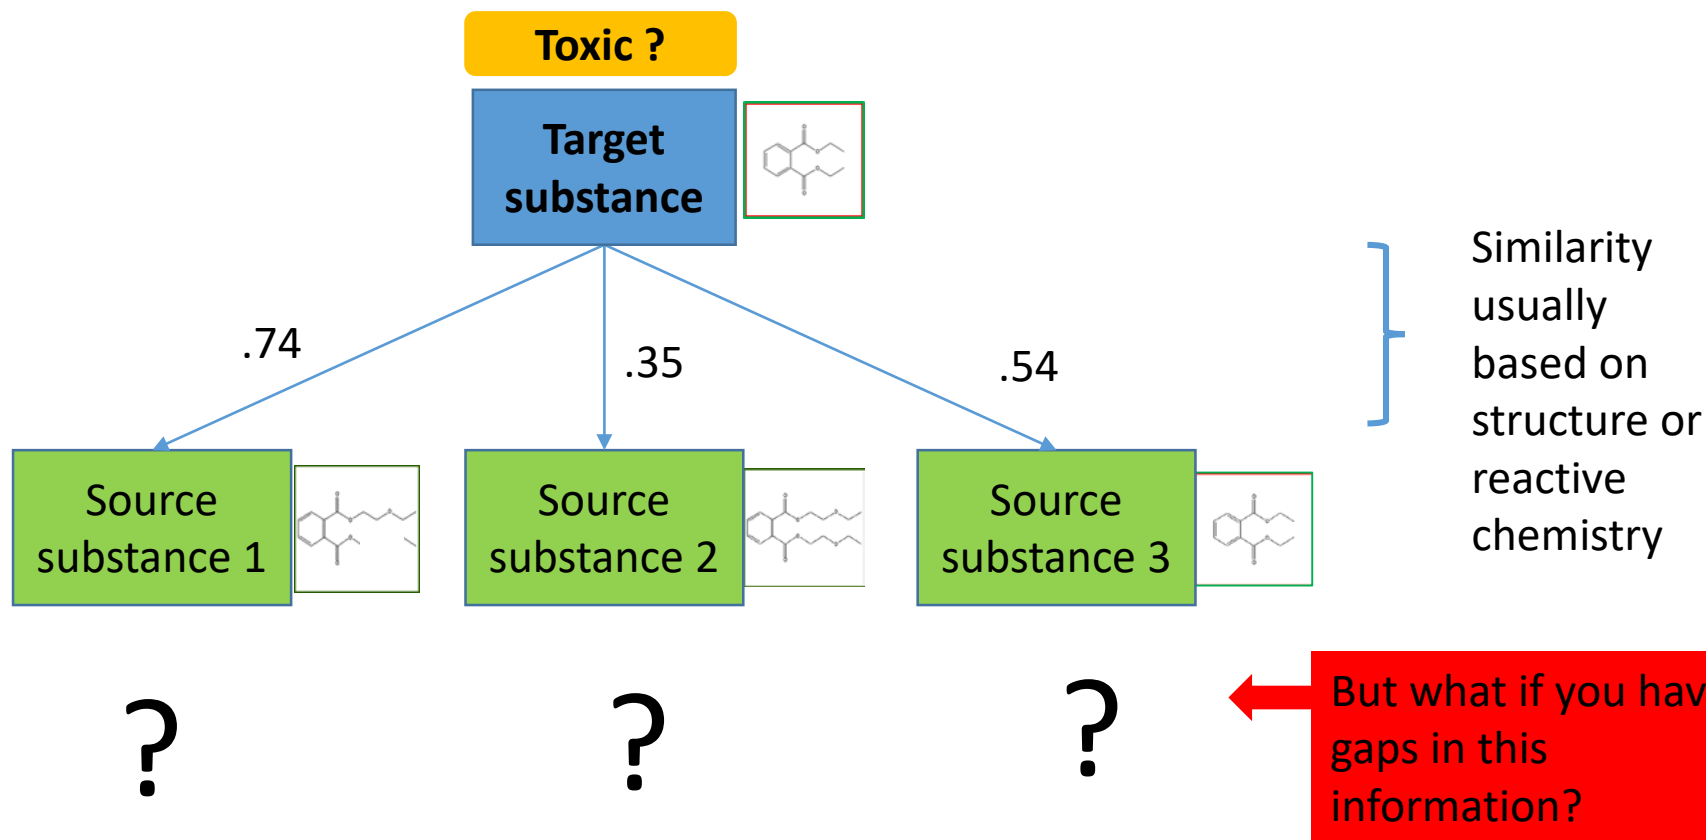 Toxic ?
Target
substance
.74
.35
.54
Similarity
usually
based on
structure or
reactive
chemistry
Source
substance 1
Source
substance 2
Source
substance 3
?
?
?
But what if you hav
gaps in this
information?